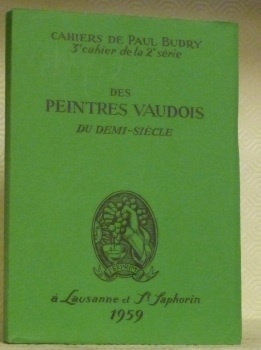 CAHIERS DE PAUL BUDRY
3e cahier de la 2e série
DES
PEINTRES VAUDOIS
DU DEMI-SIÈCLE
à Lausanne et St Saphorin
1959